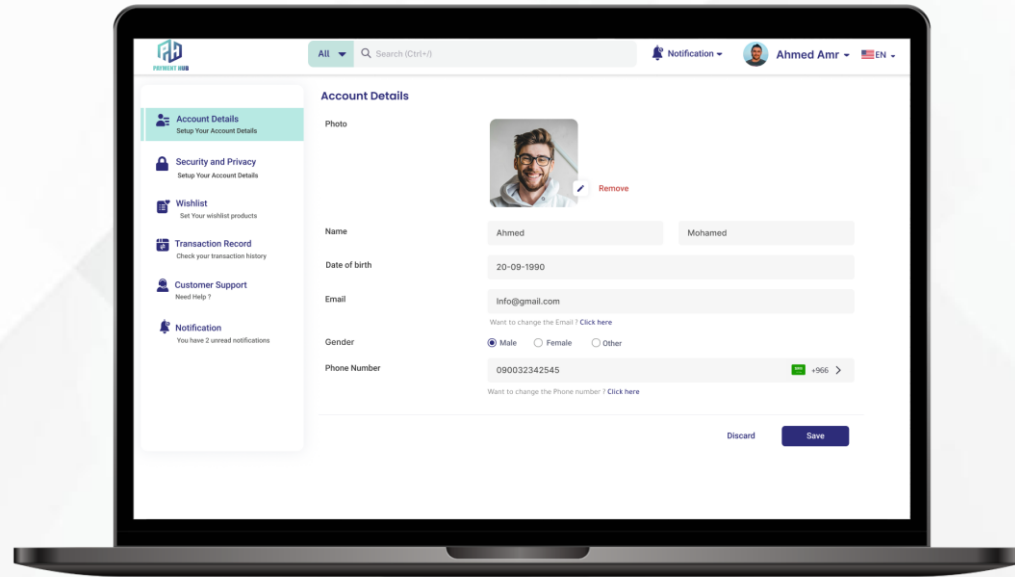 PAYMENT HUB
All
Search (Ctrl+/)
Notification
Ahmed Amr
EN
Account Details
Setup Your Account Details
Security and Privacy
Setup Your Account Details
Wishlist
Set Your wishlist products
Transaction Record
Check your transaction history
Customer Support
Need Help ?
Notification
You have 2 unread notifications
Account Details
Photo
Remove
Name
Ahmed
Mohamed
Date of birth
20-09-1990
Email
Info@gmail.com
Want to change the Email ? Click here
Gender
Male
Female
Other
Phone Number
090032342545
+966
Want to change the Phone number ? Click here
Discard
Save